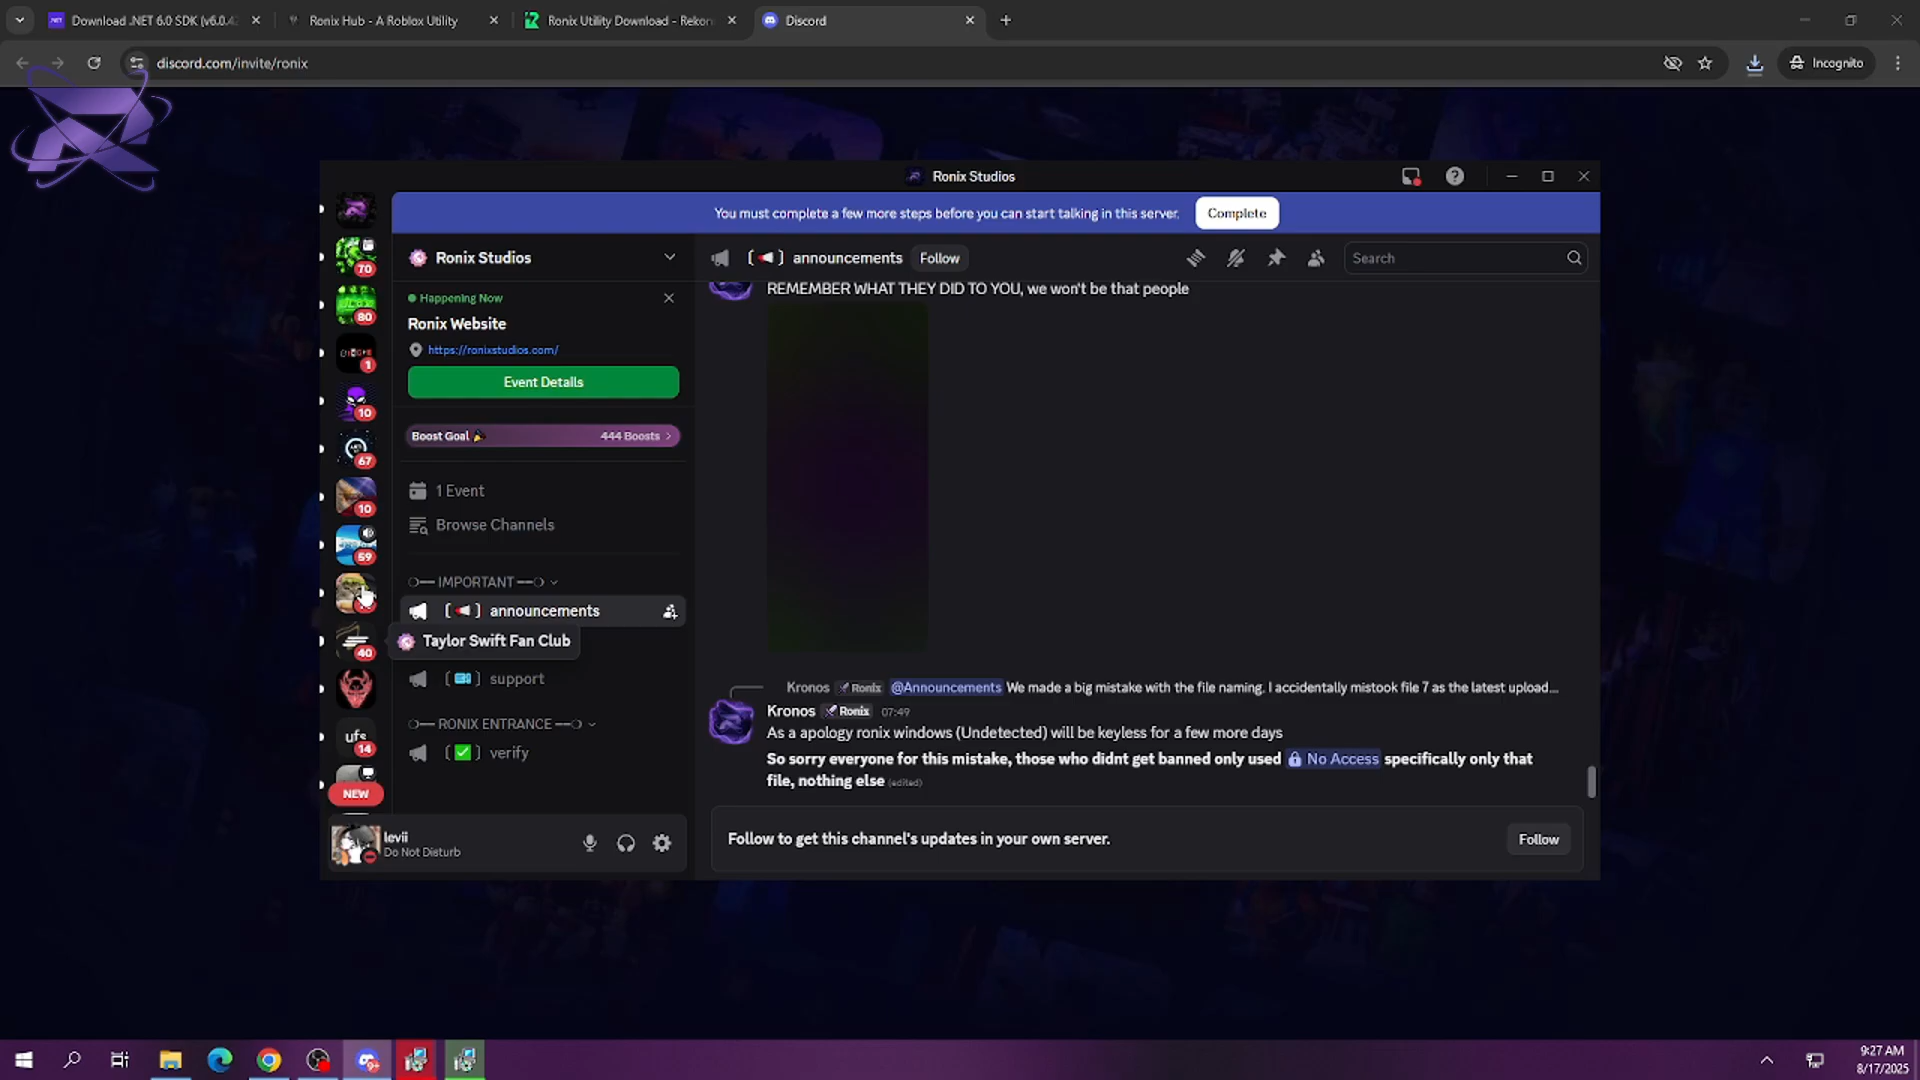 Download .NET 6.0 SDK (v6.0.42
Ronix Hub - A Roblox Utility
Ronix Utility Download - Rekon
Discord
discord.com/invite/ronix
Incognito
Ronix Studios
You must complete a few more steps before you can start talking in this server.
Complete
Ronix Studios
announcements
Follow
Search
Happening Now
Ronix Website
https://ronixstudios.com/
Event Details
Boost Goal
444 Boosts
1 Event
Browse Channels
IMPORTANT
announcements
Taylor Swift Fan Club
support
RONIX ENTRANCE
verify
70
80
1
10
67
10
59
40
ufs
14
NEW
levii
Do Not Disturb
REMEMBER WHAT THEY DID TO YOU, we won't be that people
Kronos Ronix @Announcements We made a big mistake with the file naming. I accidentally mistook file 7 as the latest upload...
Kronos Ronix 07:49
As a apology ronix windows (Undetected) will be keyless for a few more days
So sorry everyone for this mistake, those who didnt get banned only used No Access specifically only that
file, nothing else (edited)
Follow to get this channel's updates in your own server.
Follow
9+
9:27 AM
8/17/2025